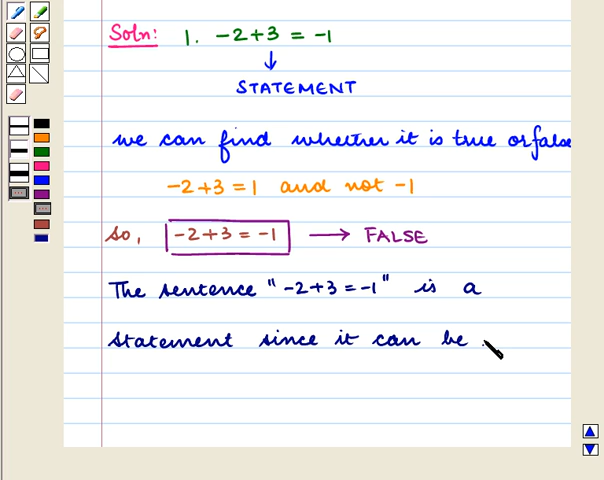 Soln: 1. -2+3 = -1
↓
STATEMENT
we can find whether it is true or false
-2+3 = 1 and not -1
so, -2+3 = -1 → FALSE
The sentence " -2+3 = -1 " is a
statement since it can be